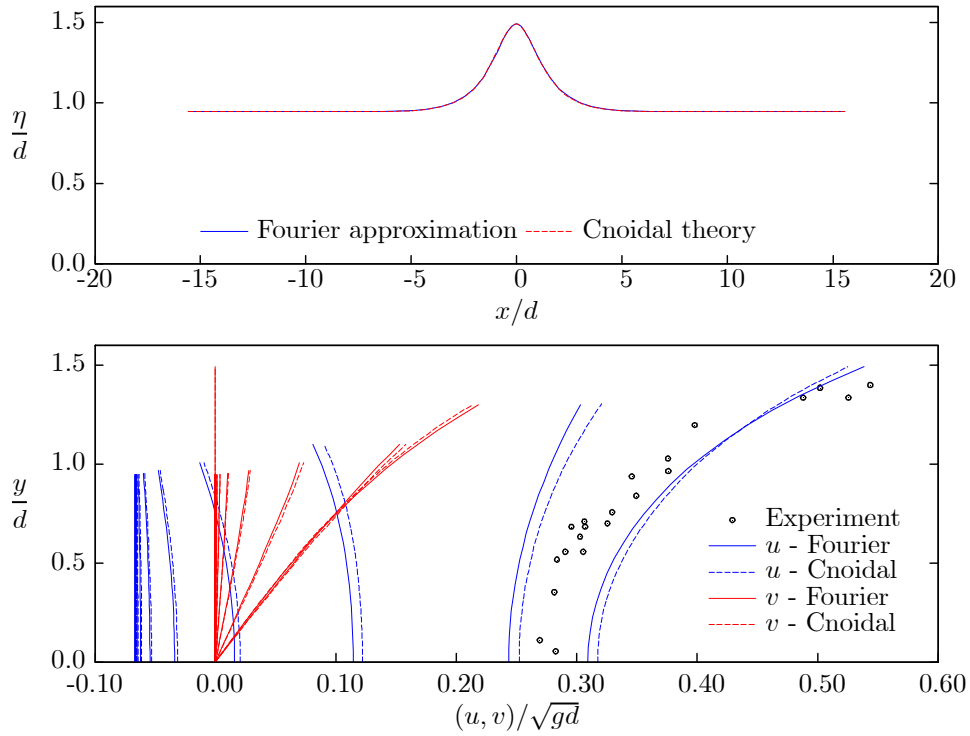 1.5
1.0
η/d
0.5
0.0
Fourier approximation
Cnoidal theory
-20 -15 -10 -5 0 5 10 15 20
x/d
1.5
1.0
y/d
0.5
0.0
Experiment
u - Fourier
u - Cnoidal
v - Fourier
v - Cnoidal
-0.10 0.00 0.10 0.20 0.30 0.40 0.50 0.60
(u, v)/√gd